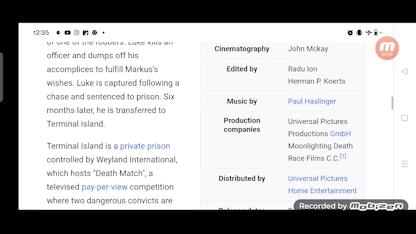 12:35
of one of the robbers. Luke kills an
officer and dumps off his
accomplices to fulfill Markus's
wishes. Luke is captured following a
chase and sentenced to prison. Six
months later, he is transferred to
Terminal Island.
Terminal Island is a private prison
controlled by Weyland International,
which hosts "Death Match", a
televised pay-per-view competition
where two dangerous convicts are
Cinematography John Mckay
Edited by Radu Ion
Herman P. Koerts
Music by Paul Haslinger
Production Universal Pictures
companies Productions GmbH
Moonlighting Death
Race Films C.C.[1]
Distributed by Universal Pictures
Home Entertainment
Recorded by Mobizen